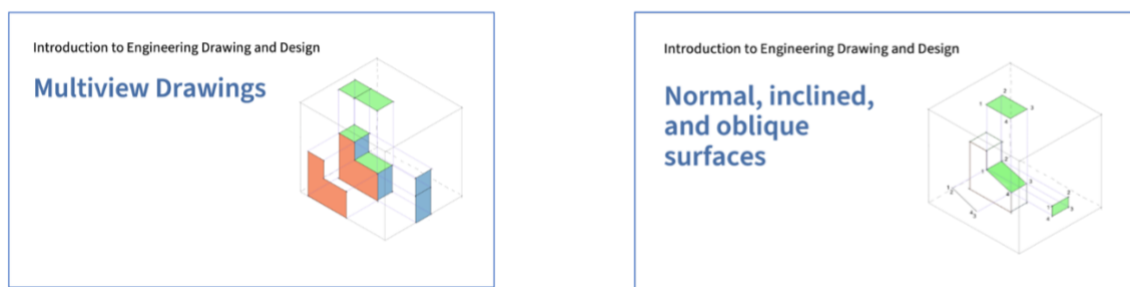 Introduction to Engineering Drawing and Design
Multiview Drawings
Introduction to Engineering Drawing and Design
Normal, inclined,
and oblique
surfaces